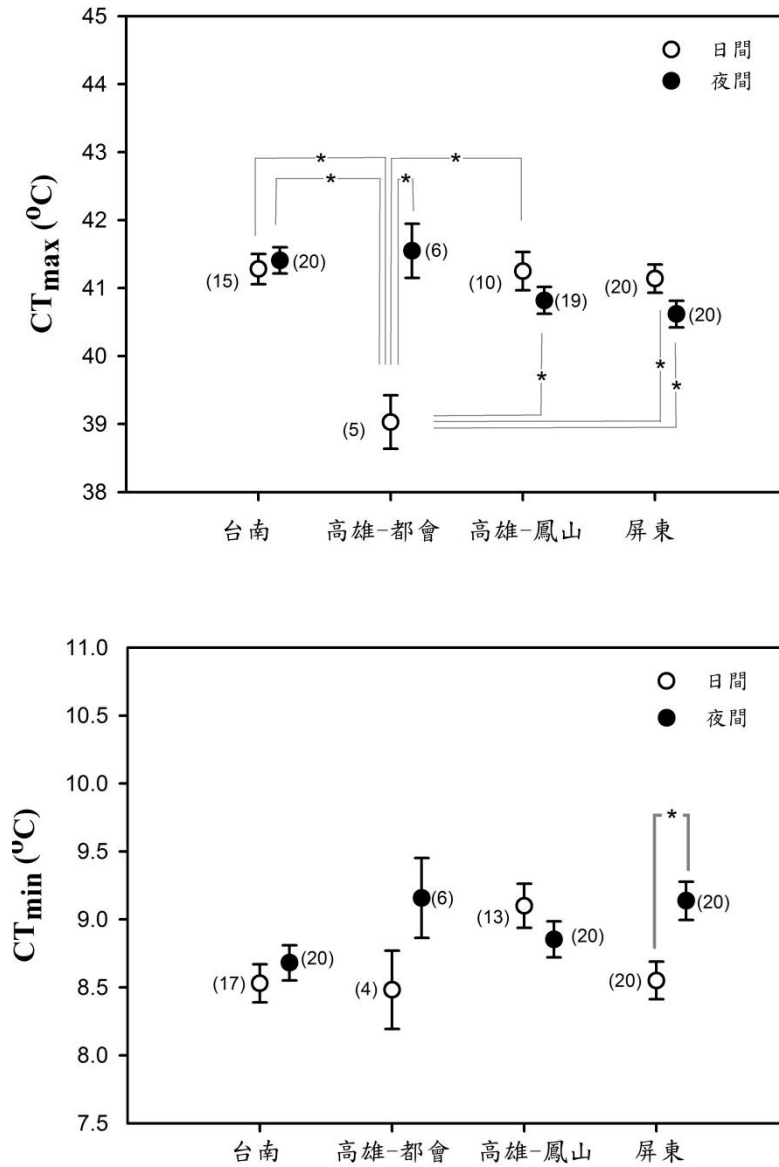 45
44
43
42
41
40
39
38
CTmax (⁰C)
日間
夜間
*
*
*
*
(15)
(20)
(6)
(10)
(19)
(20)
(20)
(5)
*
*
*
台南
高雄-都會
高雄-鳳山
屏東
11.0
10.5
10.0
9.5
9.0
8.5
8.0
7.5
CTmin (⁰C)
日間
夜間
*
(17)
(20)
(4)
(6)
(13)
(20)
(20)
(20)
台南
高雄-都會
高雄-鳳山
屏東